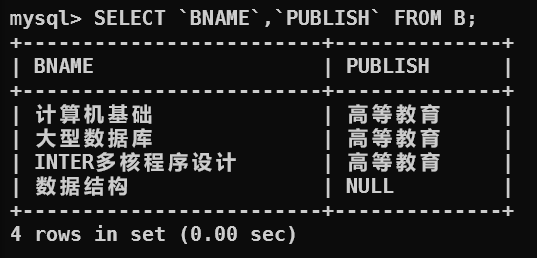 mysql> SELECT `BNAME`,`PUBLISH` FROM B;
+-------------------------+--------------+
| BNAME                   | PUBLISH      |
+-------------------------+--------------+
| 计算机基础              | 高等教育     |
| 大型数据库              | 高等教育     |
| INTER多核程序设计       | 高等教育     |
| 数据结构                | NULL         |
+-------------------------+--------------+
4 rows in set (0.00 sec)